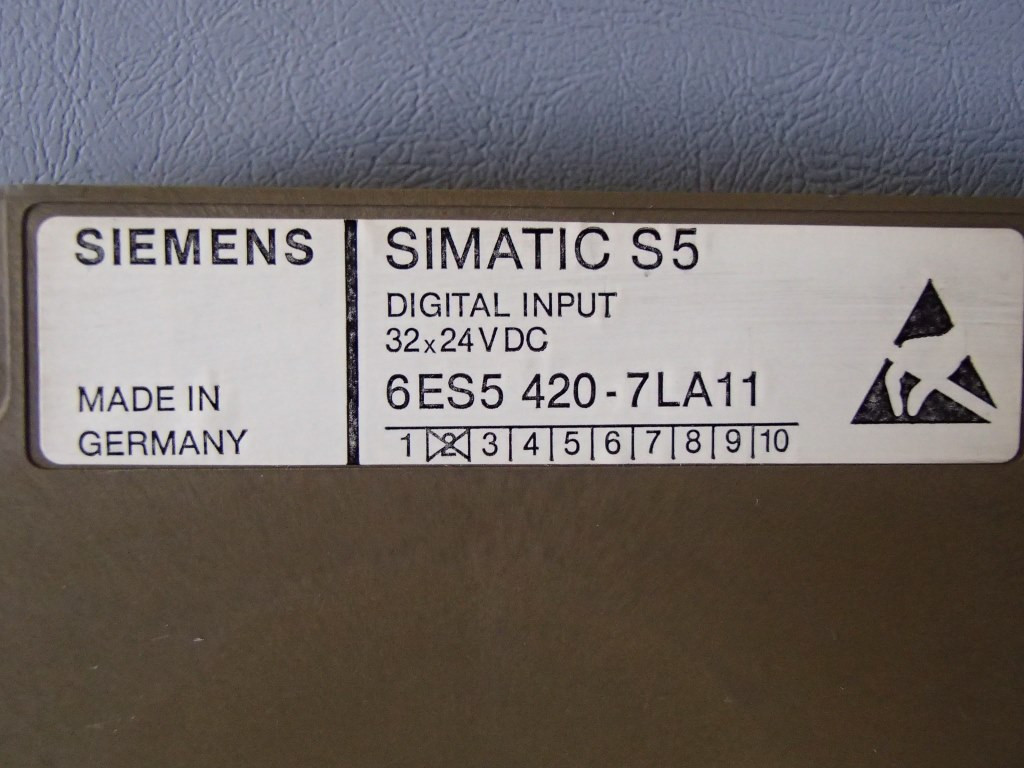 SIEMENS
MADE IN
GERMANY
SIMATIC S5
DIGITAL INPUT
32x24VDC
6ES5 420-7LA11
1 2 3 4 5 6 7 8 9 10